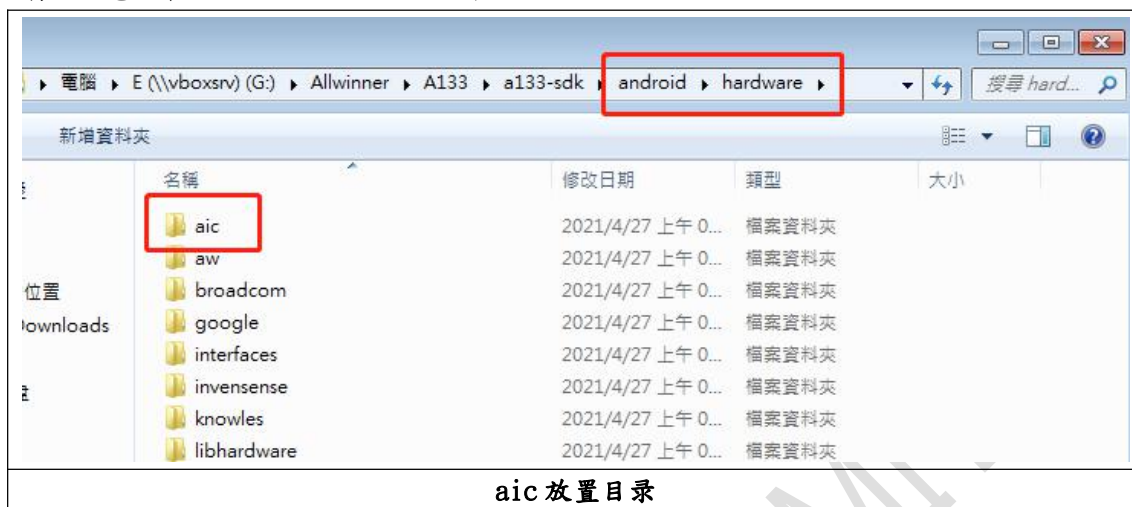 電腦 E (\\vboxsrv) (G:) Allwinner A133 a133-sdk android hardware 搜尋 hard...
新增資料夾
名稱 修改日期 類型 大小
aic 2021/4/27 上午 0... 檔案資料夾
aw 2021/4/27 上午 0... 檔案資料夾
位置 broadcom 2021/4/27 上午 0... 檔案資料夾
ownloads google 2021/4/27 上午 0... 檔案資料夾
interfaces 2021/4/27 上午 0... 檔案資料夾
invensense 2021/4/27 上午 0... 檔案資料夾
knowles 2021/4/27 上午 0... 檔案資料夾
libhardware 2021/4/27 上午 0... 檔案資料夾
aic 放置目录